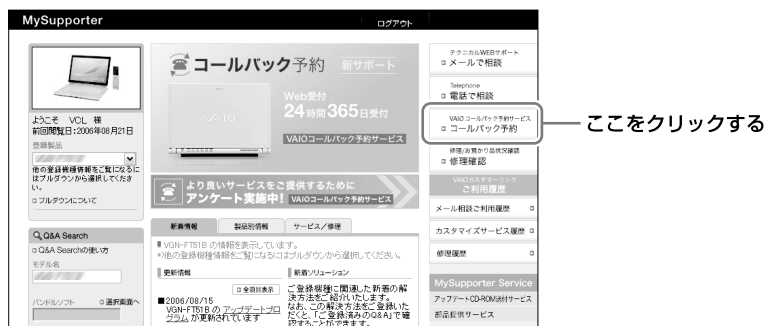 MySupporter
ログアウト
ようこそ VCL 様
前回閲覧日:2006年08月21日
登録製品
他の登録機種情報をご覧になるに
はプルダウンから選択してくださ
い。
プルダウンについて
Q&A Search
Q&A Searchの使い方
モデル名
バンドルソフト
選択画面へ
コールバック予約 新サポート
Web受付
24時間365日受付
VAIO
VAIOコールバック予約サービス
より良いサービスをご提供するために
アンケート実施中! VAIOコールバック予約サービス
新着情報
製品別情報
サービス/修理
VGN-FT51B の情報を表示しています。
*)他の登録機種情報をご覧になるにはプルダウンから選択してください。
更新情報
全項目表示
■2006/08/15
VGN-FT51B の アップデートプロ
グラム が更新されています
新着ソリューション
ご登録機種に関連した新着の解
決方法をご紹介いたします。
なお、この解決方法をご登録いた
だくと、「ご登録済みのQ&A」で確
認することができます。
テクニカルWEBサポート
メールで相談
Telephone
電話で相談
VAIO コールバック予約サービス
コールバック予約
修理/お預かり品状況確認
修理確認
VAIOカスタマーリンク
ご利用履歴
メール相談ご利用履歴
カスタマイズサービス履歴
修理履歴
MySupporter Service
アップデートCD-ROM送付サービス
部品提供サービス
ここをクリックする